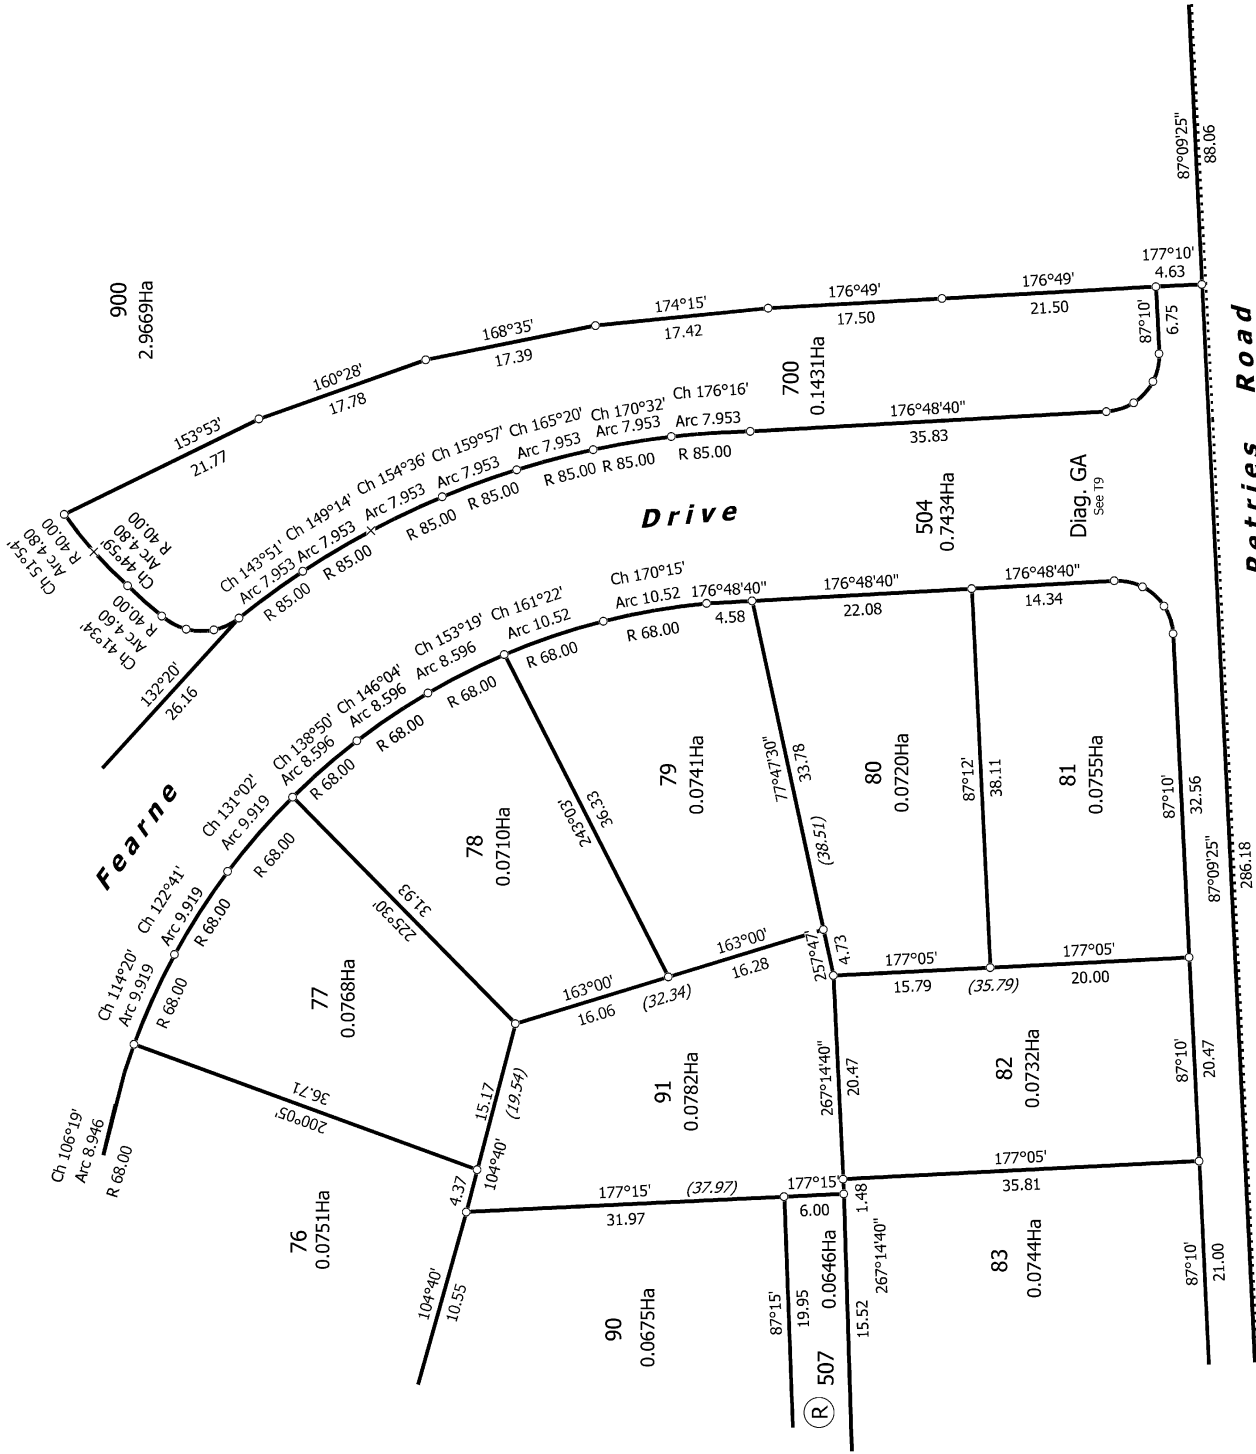 900
2.9669Ha
153°53'
21.77
160°28'
17.78
168°35'
17.39
174°15'
17.42
176°49'
17.50
176°49'
21.50
177°10'
4.63
87°09'25"
88.06
87°10'
6.75
700
0.1431Ha
176°48'40"
35.83
Ch 51°54'
Arc 4.80
R 40.00
Ch 44°59'
Arc 4.80
R 40.00
Ch 41°34'
Arc 4.60
R 40.00
132°20'
26.16
Ch 143°51'
Arc 7.953
R 85.00
Ch 149°14'
Arc 7.953
R 85.00
Ch 154°36'
Arc 7.953
R 85.00
Ch 159°57'
Arc 7.953
R 85.00
Ch 165°20'
Arc 7.953
R 85.00
Ch 170°32'
Arc 7.953
R 85.00
Ch 176°16'
Arc 7.953
R 85.00
Fearne
Drive
504
0.7434Ha
Diag. GA
See T9
Petries Road
Ch 106°19'
Arc 8.946
R 68.00
Ch 114°20'
Arc 9.919
R 68.00
Ch 122°41'
Arc 9.919
R 68.00
Ch 131°02'
Arc 9.919
R 68.00
Ch 138°50'
Arc 8.596
R 68.00
Ch 146°04'
Arc 8.596
R 68.00
Ch 153°19'
Arc 8.596
R 68.00
Ch 161°22'
Arc 10.52
R 68.00
Ch 170°15'
Arc 10.52
R 68.00
176°48'40"
4.58
176°48'40"
22.08
176°48'40"
14.34
76
0.0751Ha
200°05'
36.71
77
0.0768Ha
225°30'
31.93
78
0.0710Ha
243°03'
36.33
79
0.0741Ha
77°47'30"
33.78
(38.51)
80
0.0720Ha
87°12'
38.11
81
0.0755Ha
87°10'
32.56
87°09'25"
286.18
104°40'
10.55
4.37
104°40'
15.17
(19.54)
163°00'
16.06
(32.34)
163°00'
16.28
257°47'
4.73
177°05'
15.79
(35.79)
177°05'
20.00
91
0.0782Ha
267°14'40"
20.47
82
0.0732Ha
87°10'
20.47
177°15'
31.97
(37.97)
177°15'
6.00
1.48
177°05'
35.81
90
0.0675Ha
87°15'
19.95
R 507
0.0646Ha
267°14'40"
15.52
83
0.0744Ha
87°10'
21.00